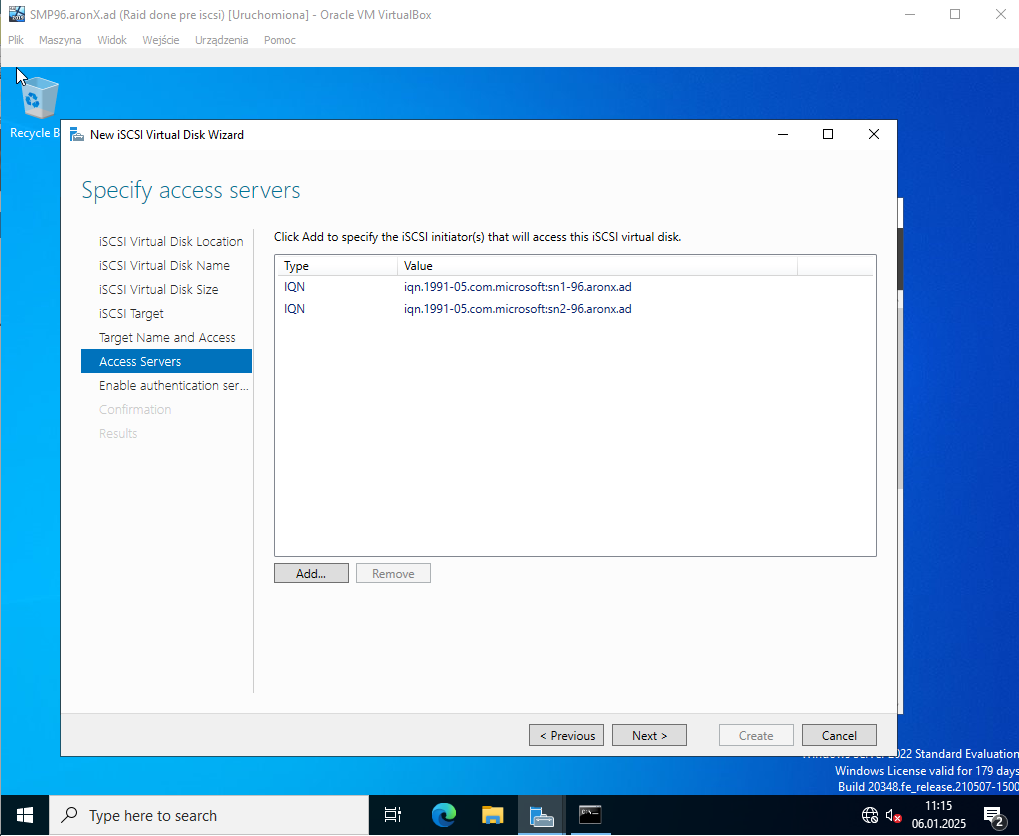 SMP96.aronX.ad (Raid done pre iscsi) [Uruchomiona] - Oracle VM VirtualBox
Plik Maszyna Widok Wejście Urządzenia Pomoc
Recycle B
New iSCSI Virtual Disk Wizard
Specify access servers
iSCSI Virtual Disk Location
iSCSI Virtual Disk Name
iSCSI Virtual Disk Size
iSCSI Target
Target Name and Access
Access Servers
Enable authentication ser...
Confirmation
Results
Click Add to specify the iSCSI initiator(s) that will access this iSCSI virtual disk.
Type Value
IQN iqn.1991-05.com.microsoft:sn1-96.aronx.ad
IQN iqn.1991-05.com.microsoft:sn2-96.aronx.ad
Add... Remove
< Previous Next > Create Cancel
Windows Server 2022 Standard Evaluation
Windows License valid for 179 days
Build 20348.fe_release.210507-1500
Type here to search
11:15
06.01.2025
2